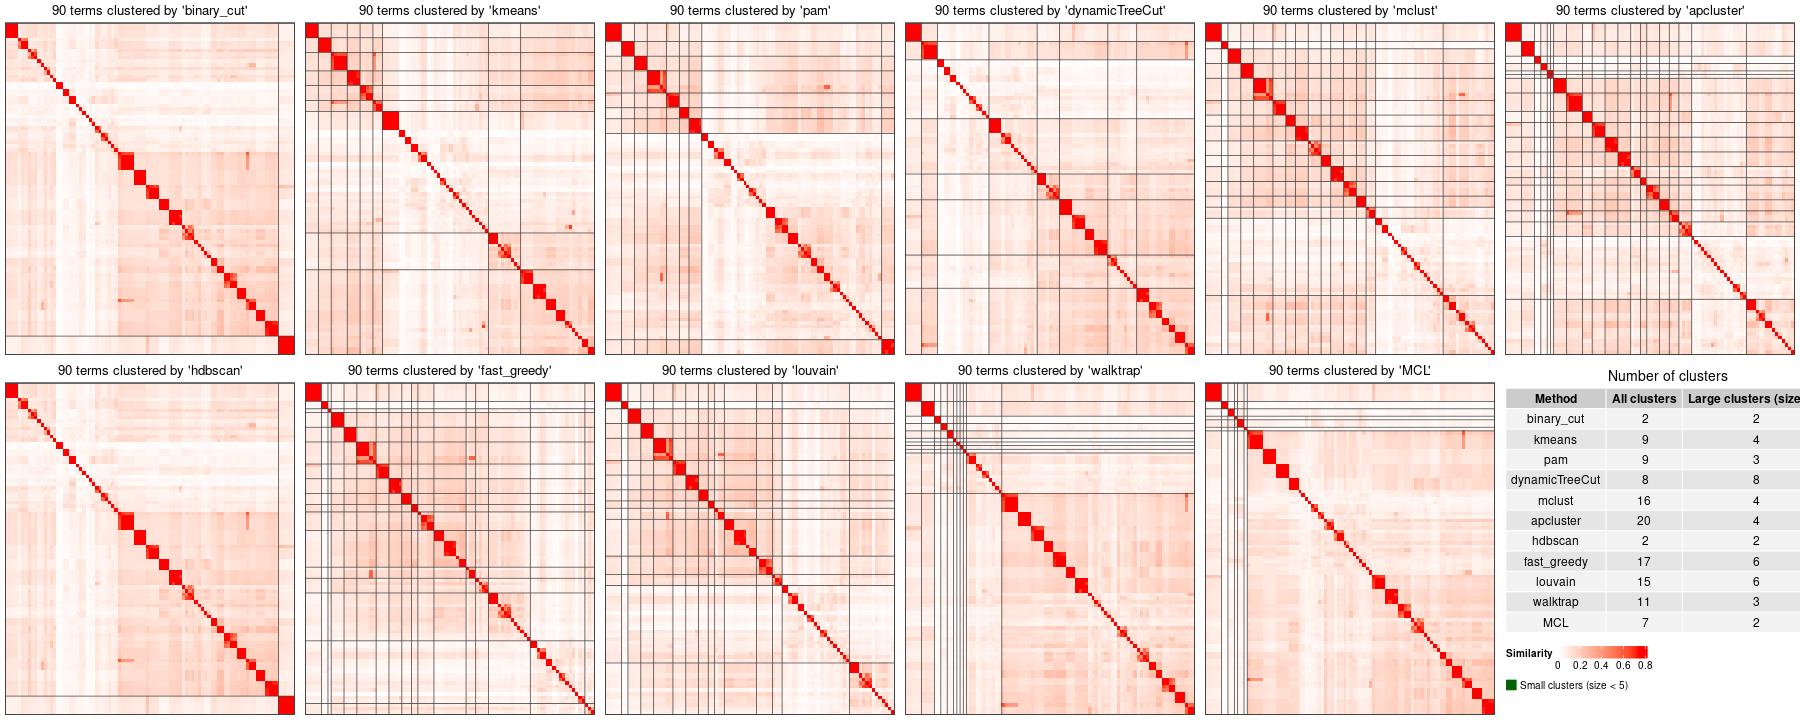 90 terms clustered by 'binary_cut'
90 terms clustered by 'kmeans'
90 terms clustered by 'pam'
90 terms clustered by 'dynamicTreeCut'
90 terms clustered by 'mclust'
90 terms clustered by 'apcluster'
90 terms clustered by 'hdbscan'
90 terms clustered by 'fast_greedy'
90 terms clustered by 'louvain'
90 terms clustered by 'walktrap'
90 terms clustered by 'MCL'
Number of clusters
Method All clusters Large clusters (size
binary_cut 2 2
kmeans 9 4
pam 9 3
dynamicTreeCut 8 8
mclust 16 4
apcluster 20 4
hdbscan 2 2
fast_greedy 17 6
louvain 15 6
walktrap 11 3
MCL 7 2
Similarity
0 0.2 0.4 0.6 0.8
Small clusters (size < 5)